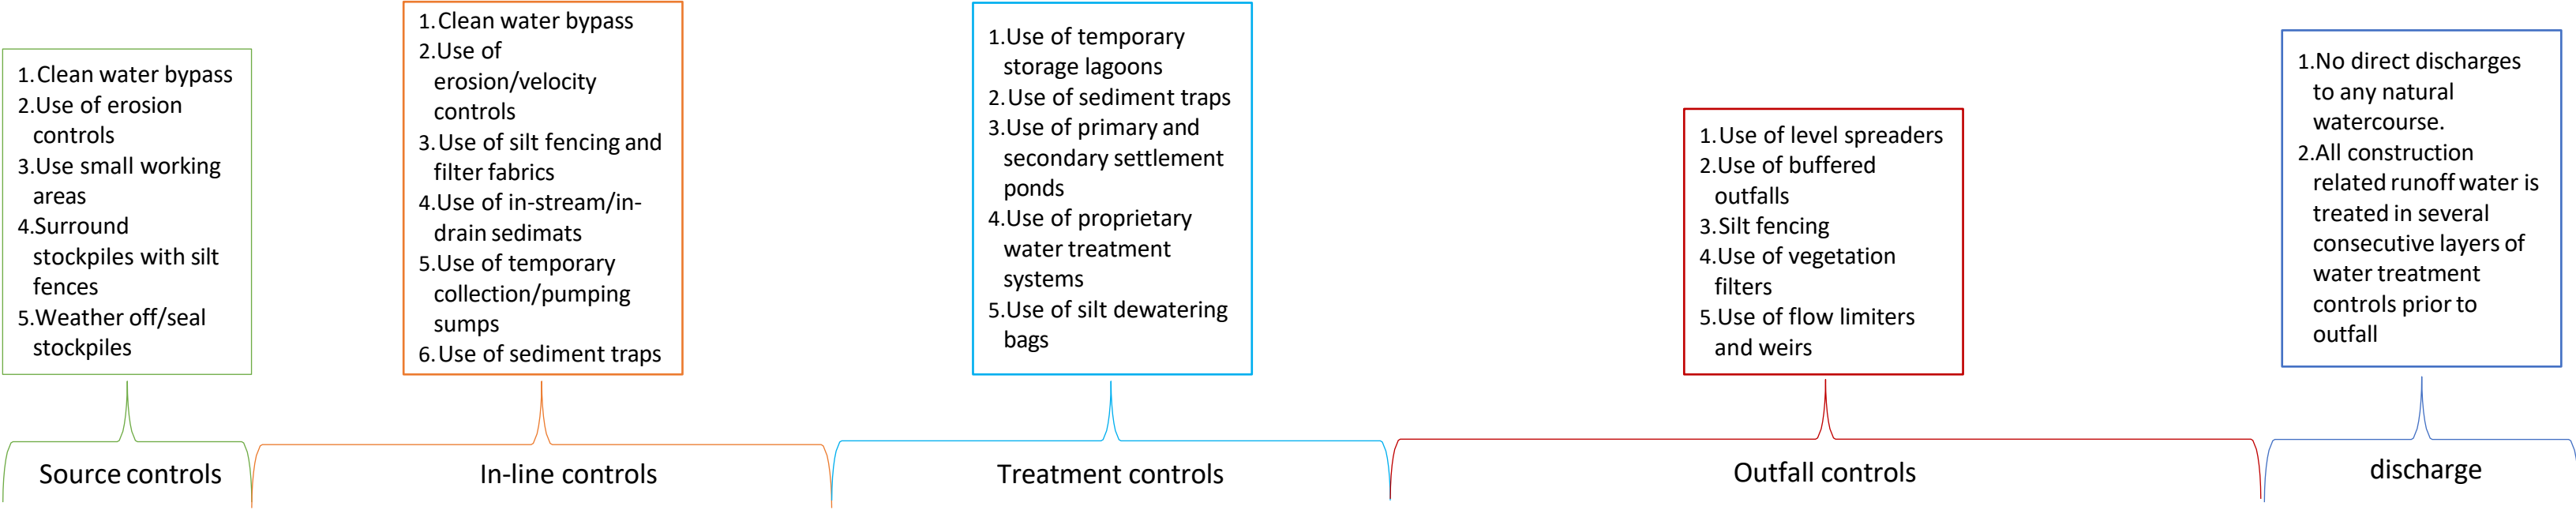 1.Clean water bypass
2.Use of erosion
controls
3.Use small working
areas
4.Surround
stockpiles with silt
fences
5.Weather off/seal
stockpiles
1.Clean water bypass
2.Use of
erosion/velocity
controls
3.Use of silt fencing and
filter fabrics
4.Use of in-stream/in-
drain sedimats
5.Use of temporary
collection/pumping
sumps
6.Use of sediment traps
1.Use of temporary
storage lagoons
2.Use of sediment traps
3.Use of primary and
secondary settlement
ponds
4.Use of proprietary
water treatment
systems
5.Use of silt dewatering
bags
1.Use of level spreaders
2.Use of buffered
outfalls
3.Silt fencing
4.Use of vegetation
filters
5.Use of flow limiters
and weirs
1.No direct discharges
to any natural
watercourse.
2.All construction
related runoff water is
treated in several
consecutive layers of
water treatment
controls prior to
outfall
Source controls
In-line controls
Treatment controls
Outfall controls
discharge